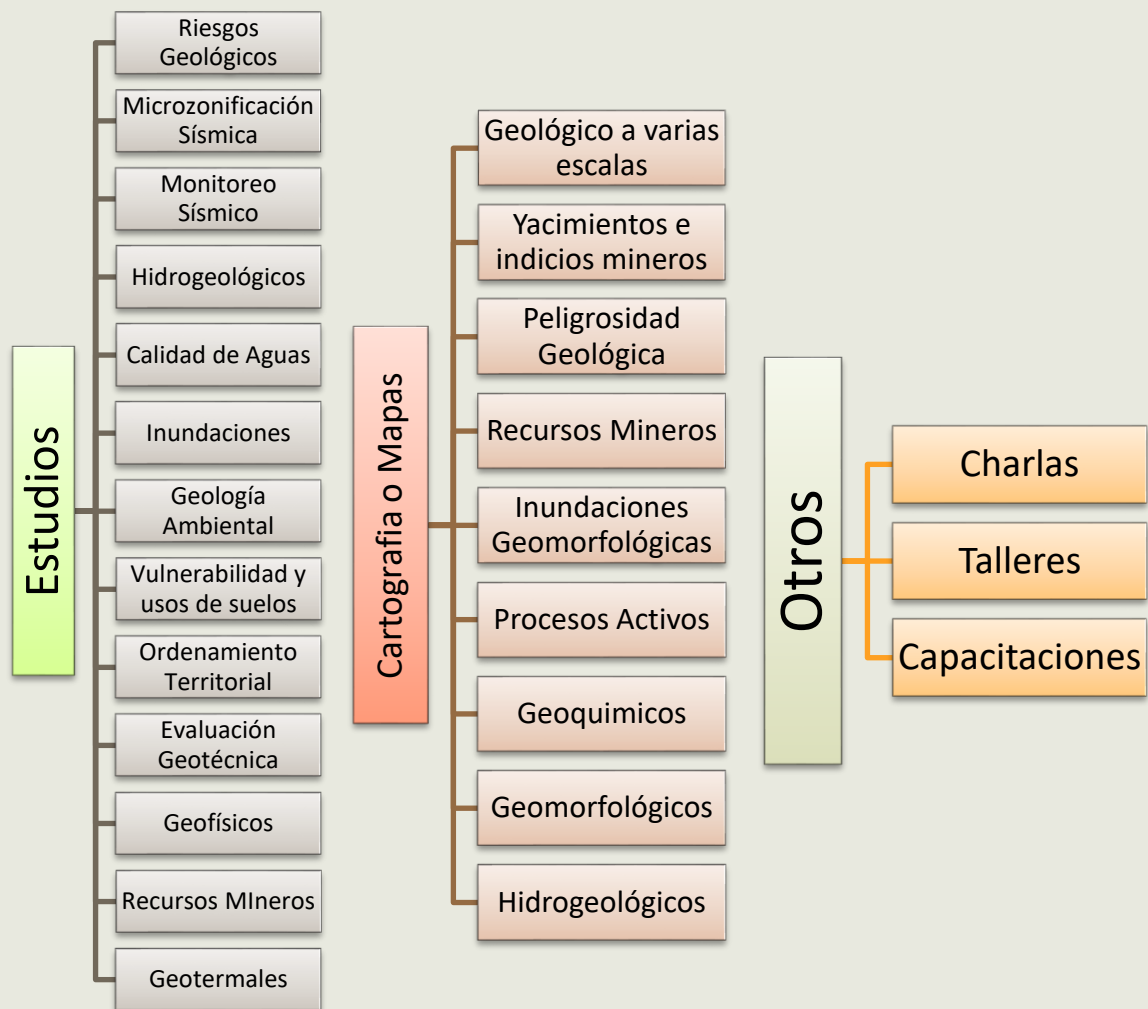 Estudios
Riesgos
Geológicos
Microzonificación
Sísmica
Monitoreo
Sísmico
Hidrogeológicos
Calidad de Aguas
Inundaciones
Geología
Ambiental
Vulnerabilidad y
usos de suelos
Ordenamiento
Territorial
Evaluación
Geotécnica
Geofísicos
Recursos MIneros
Geotermales
Cartografia o Mapas
Geológico a varias
escalas
Yacimientos e
indicios mineros
Peligrosidad
Geológica
Recursos Mineros
Inundaciones
Geomorfológicas
Procesos Activos
Geoquimicos
Geomorfológicos
Hidrogeológicos
Otros
Charlas
Talleres
Capacitaciones